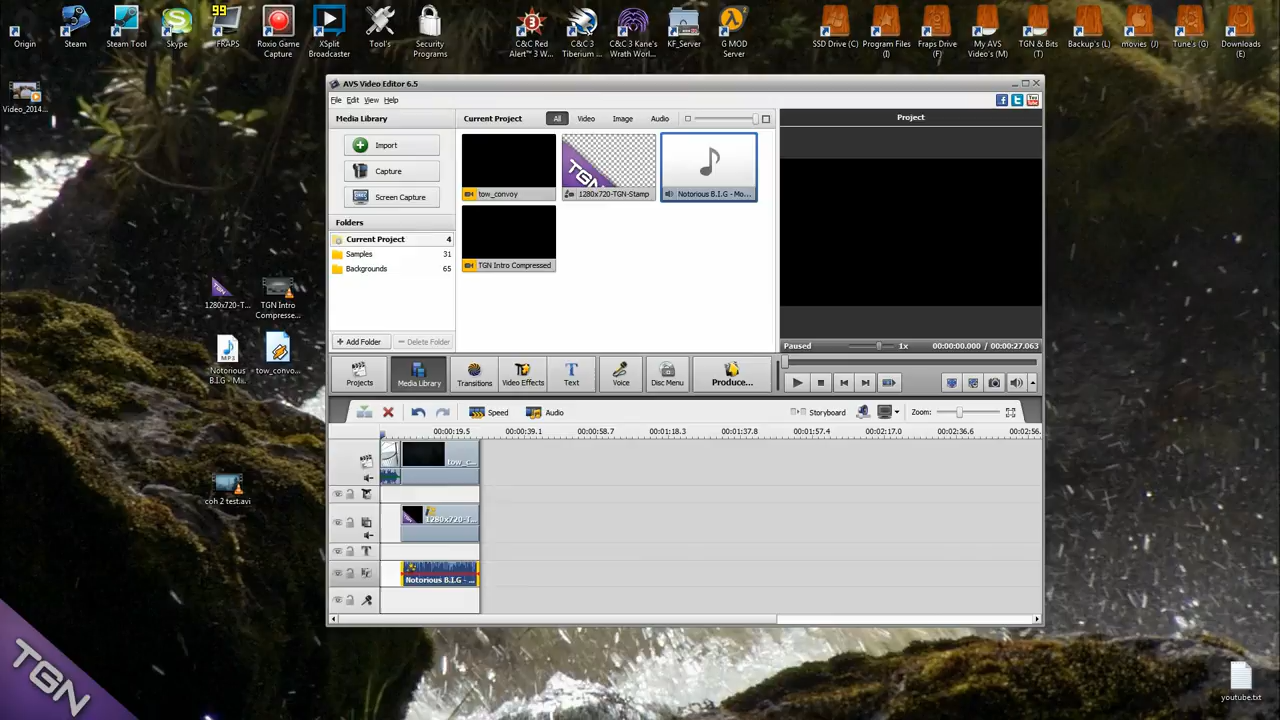 99
Origin
Steam
Steam Tool
Skype
FRAPS
Roxio Game
Capture
XSplit
Broadcaster
Tool's
Security
Programs
C&C Red
Alert™ 3 W...
C&C 3
Tiberium ...
C&C 3 Kane's
Wrath Worl...
KF_Server
G MOD
Server
SSD Drive (C)
Program Files
(I)
Fraps Drive
(F)
My AVS
Video's (M)
TGN & Bits
(T)
Backup's (L)
movies (J)
Tune's (G)
Downloads
(E)
Video_2014...
AVS Video Editor 6.5
File Edit View Help
Media Library
Current Project
All
Video
Image
Audio
Project
Import
Capture
Screen Capture
TGN
tow_convoy
1280x720-TGN-Stamp
Notorious B.I.G - Mo...
TGN Intro Compressed
Folders
Current Project 4
Samples 31
Backgrounds 65
+ Add Folder
− Delete Folder
Paused
1x
00:00:00.000 / 00:00:27.063
Projects
Media Library
Transitions
Video Effects
Text
Voice
Disc Menu
Produce...
Speed
Audio
Storyboard
Zoom:
00:00:19.5 00:00:39.1 00:00:58.7 00:01:18.3 00:01:37.8 00:01:57.4 00:02:17.0 00:02:36.6 00:02:56.
tow_c...
1280x720-T...
T
Notorious B.I.G - ...
1280x720-T...
TGN Intro
Compresse...
MP3
Notorious
B.I.G - M...
tow_convo...
coh 2 test.avi
TGN
youtube.txt